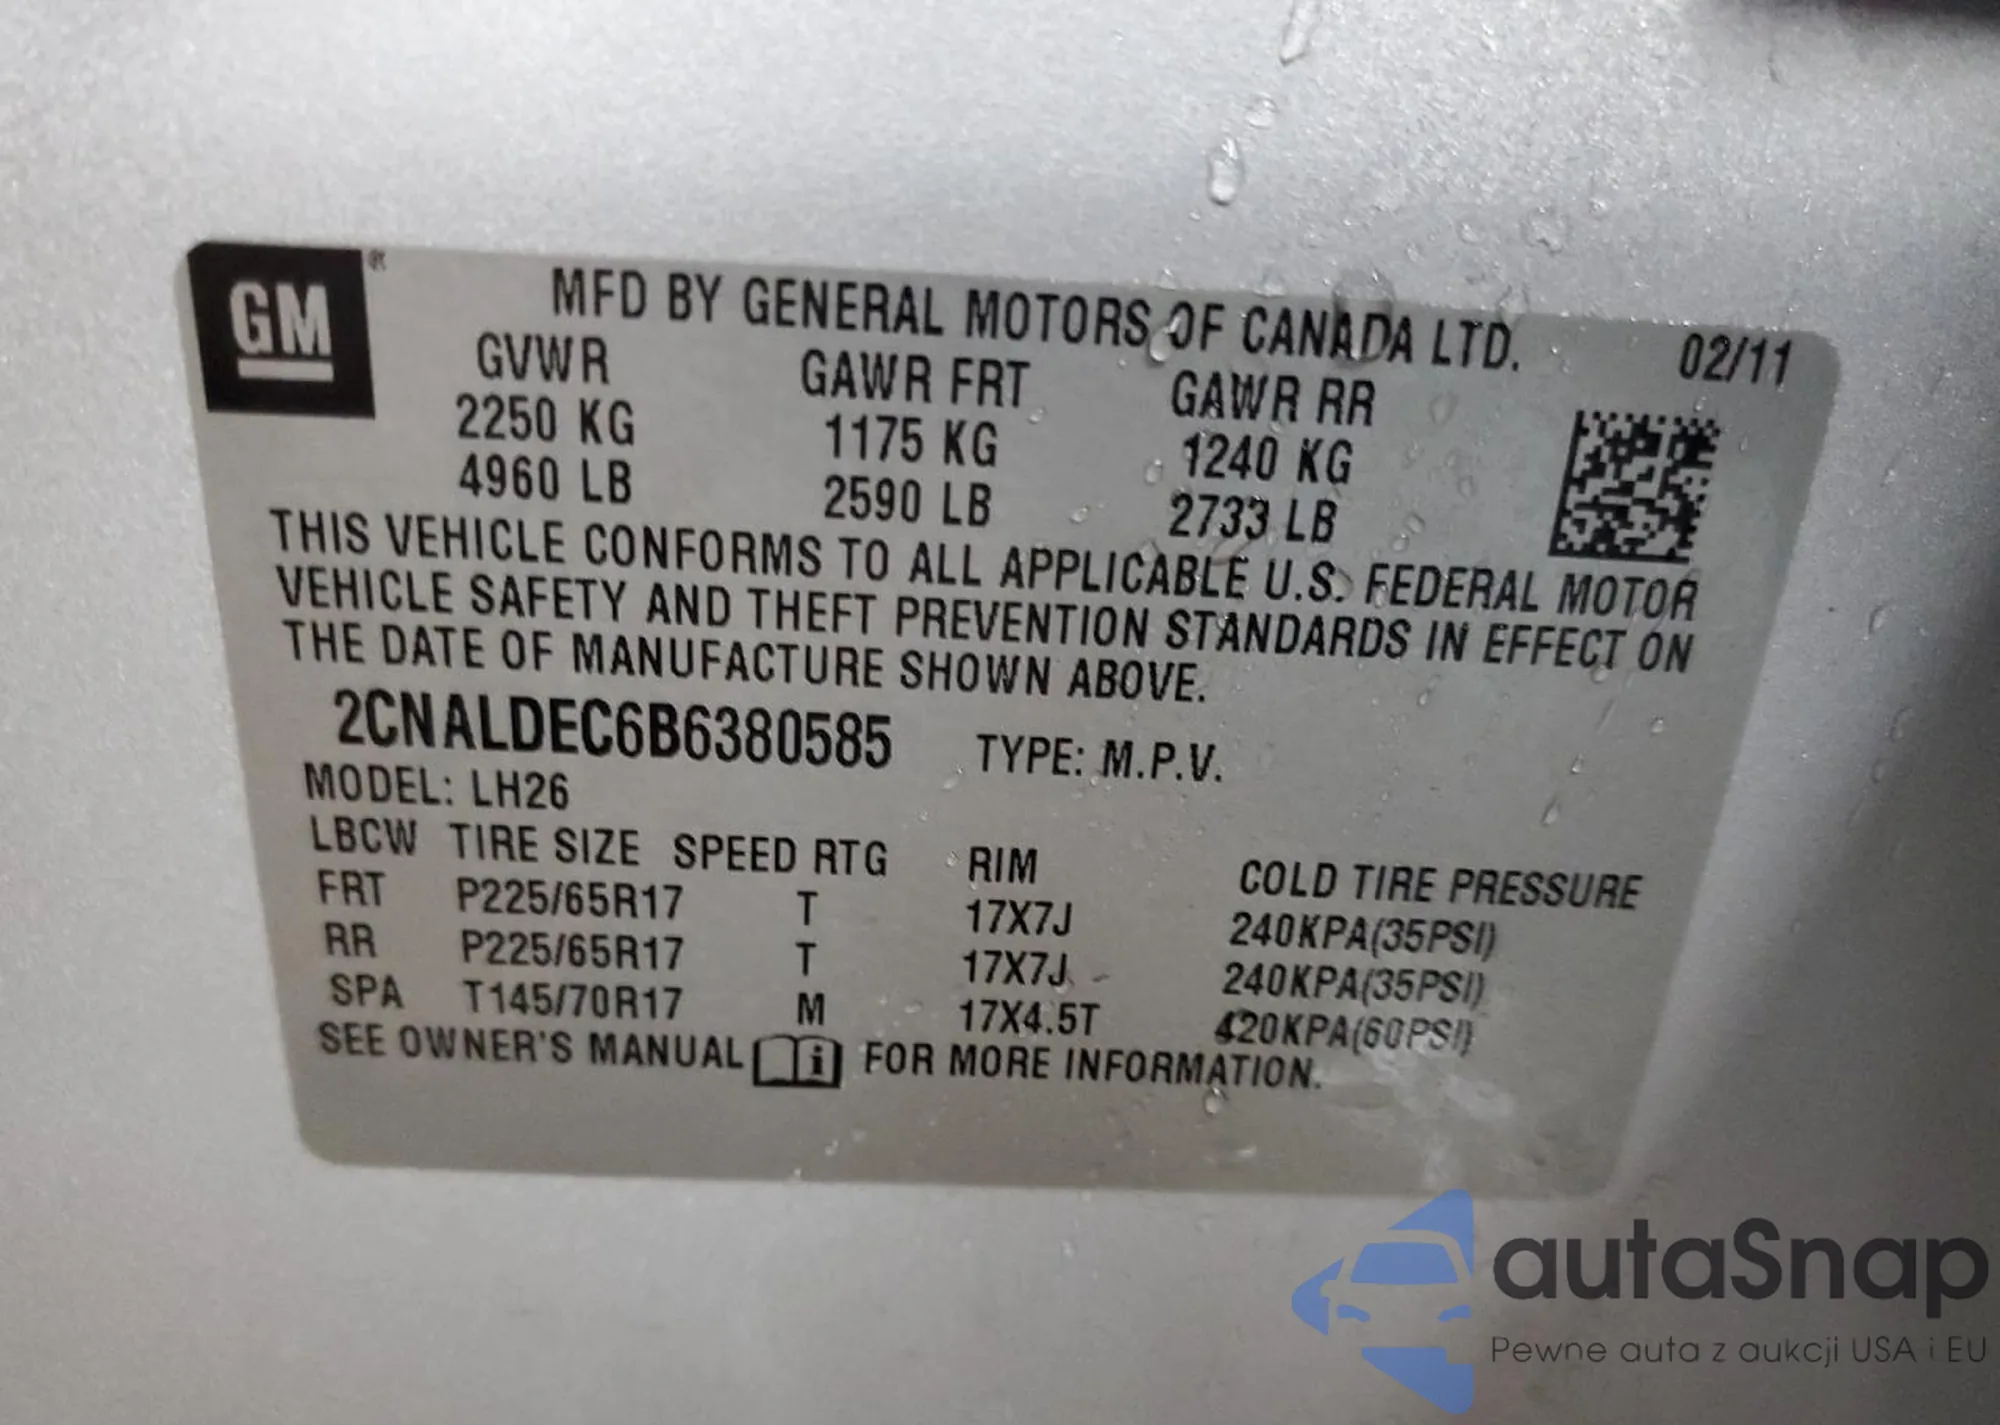 GM
MFD BY GENERAL MOTORS OF CANADA LTD. 02/11
GVWR GAWR FRT GAWR RR
2250 KG 1175 KG 1240 KG
4960 LB 2590 LB 2733 LB
THIS VEHICLE CONFORMS TO ALL APPLICABLE U.S. FEDERAL MOTOR
VEHICLE SAFETY AND THEFT PREVENTION STANDARDS IN EFFECT ON
THE DATE OF MANUFACTURE SHOWN ABOVE.
2CNALDEC6B6380585 TYPE: M.P.V.
MODEL: LH26
LBCW TIRE SIZE SPEED RTG RIM COLD TIRE PRESSURE
FRT P225/65R17 T 17X7J 240KPA(35PSI)
RR P225/65R17 T 17X7J 240KPA(35PSI)
SPA T145/70R17 M 17X4.5T 420KPA(60PSI)
SEE OWNER'S MANUAL i FOR MORE INFORMATION.
autaSnap
Pewne auta z aukcji USA i EU